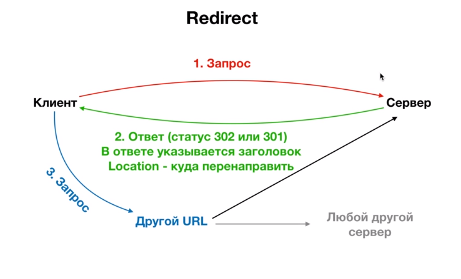 Redirect
1. Запрос
Клиент
Сервер
2. Ответ (статус 302 или 301)
В ответе указывается заголовок
Location - куда перенаправить
3. Запрос
Другой URL
Любой другой
сервер